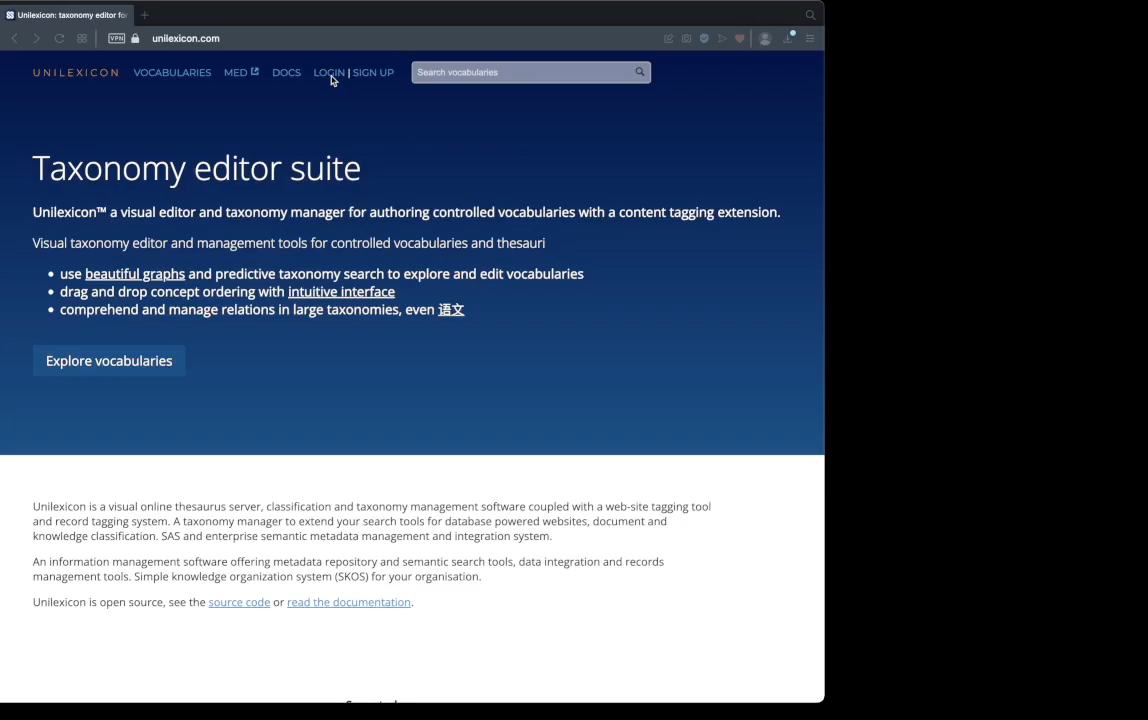 Unilexicon: taxonomy editor for
VPN unilexicon.com
UNILEXICON VOCABULARIES MED DOCS LOGIN | SIGN UP Search vocabularies
Taxonomy editor suite
Unilexicon™ a visual editor and taxonomy manager for authoring controlled vocabularies with a content tagging extension.
Visual taxonomy editor and management tools for controlled vocabularies and thesauri
• use beautiful graphs and predictive taxonomy search to explore and edit vocabularies
• drag and drop concept ordering with intuitive interface
• comprehend and manage relations in large taxonomies, even 语文
Explore vocabularies
Unilexicon is a visual online thesaurus server, classification and taxonomy management software coupled with a web-site tagging tool
and record tagging system. A taxonomy manager to extend your search tools for database powered websites, document and
knowledge classification. SAS and enterprise semantic metadata management and integration system.
An information management software offering metadata repository and semantic search tools, data integration and records
management tools. Simple knowledge organization system (SKOS) for your organisation.
Unilexicon is open source, see the source code or read the documentation.